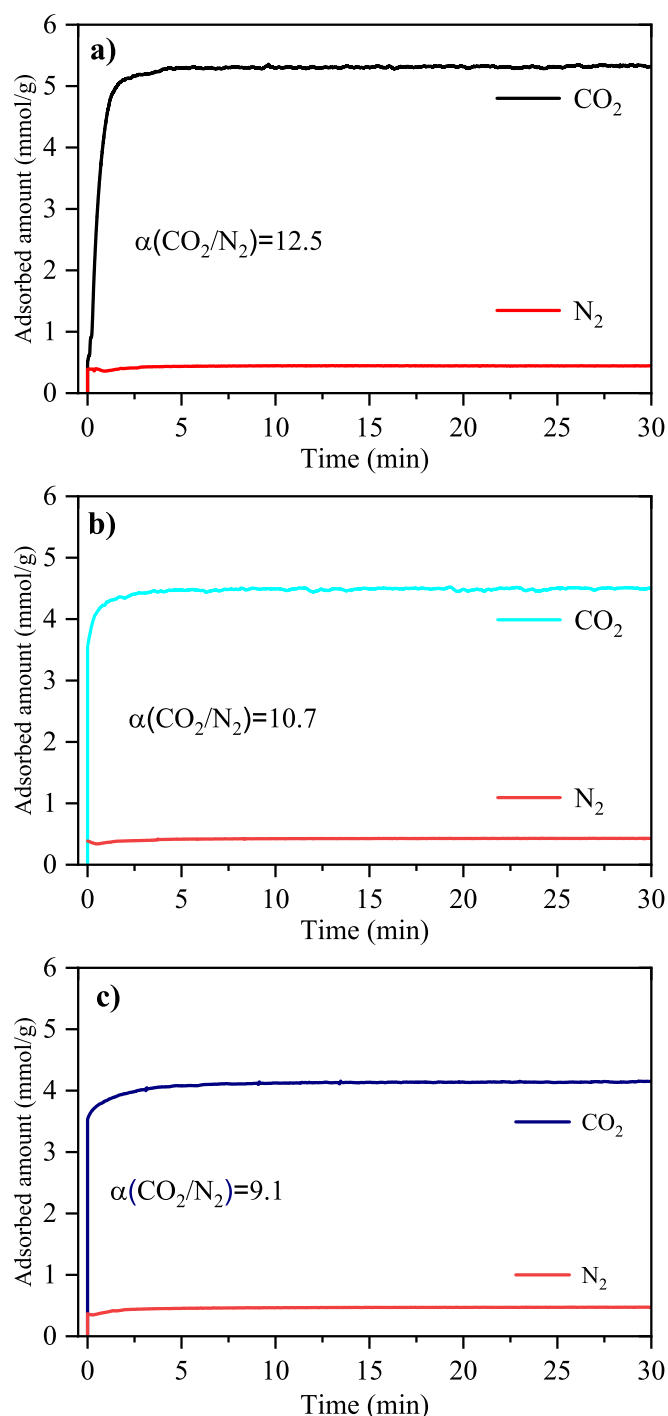 a)
Adsorbed amount (mmol/g)
6
5
4
3
2
1
0
CO₂
α(CO₂/N₂)=12.5
N₂
0 5 10 15 20 25 30
Time (min)
b)
Adsorbed amount (mmol/g)
6
5
4
3
2
1
0
CO₂
α(CO₂/N₂)=10.7
N₂
0 5 10 15 20 25 30
Time (min)
c)
Adsorbed amount (mmol/g)
6
5
4
3
2
1
0
CO₂
α(CO₂/N₂)=9.1
N₂
0 5 10 15 20 25 30
Time (min)